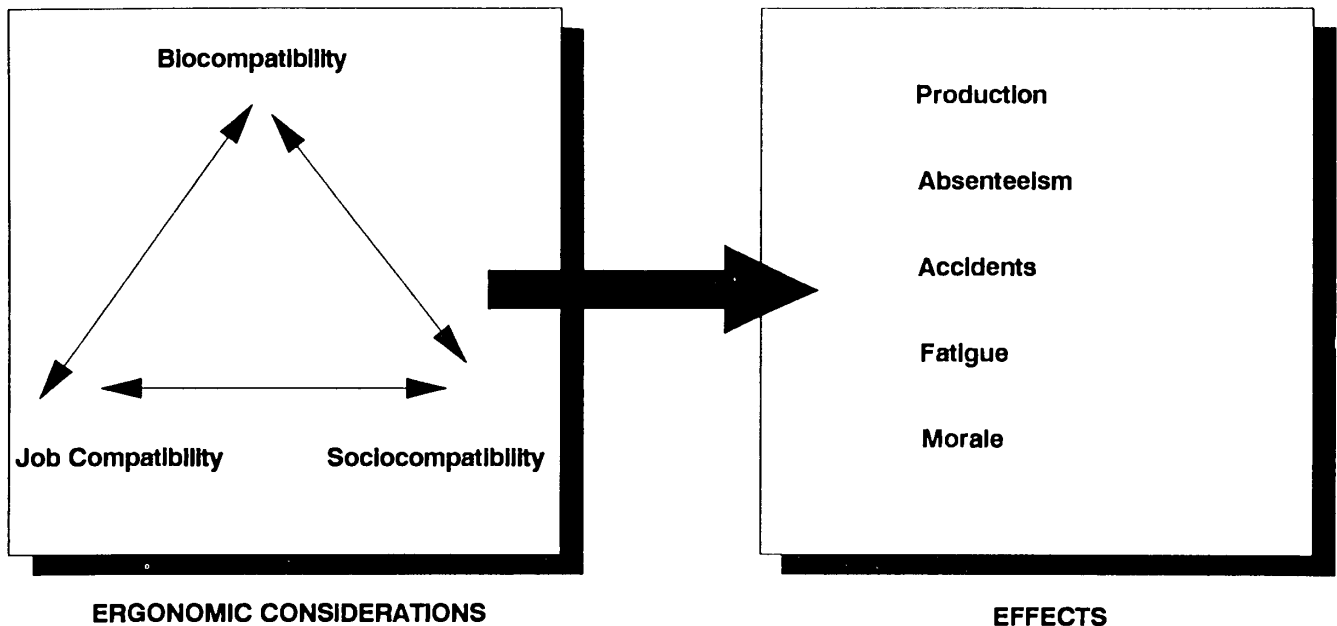 Biocompatibility
Job Compatibility
Sociocompatibility
ERGONOMIC CONSIDERATIONS
Production
Absenteeism
Accidents
Fatigue
Morale
EFFECTS